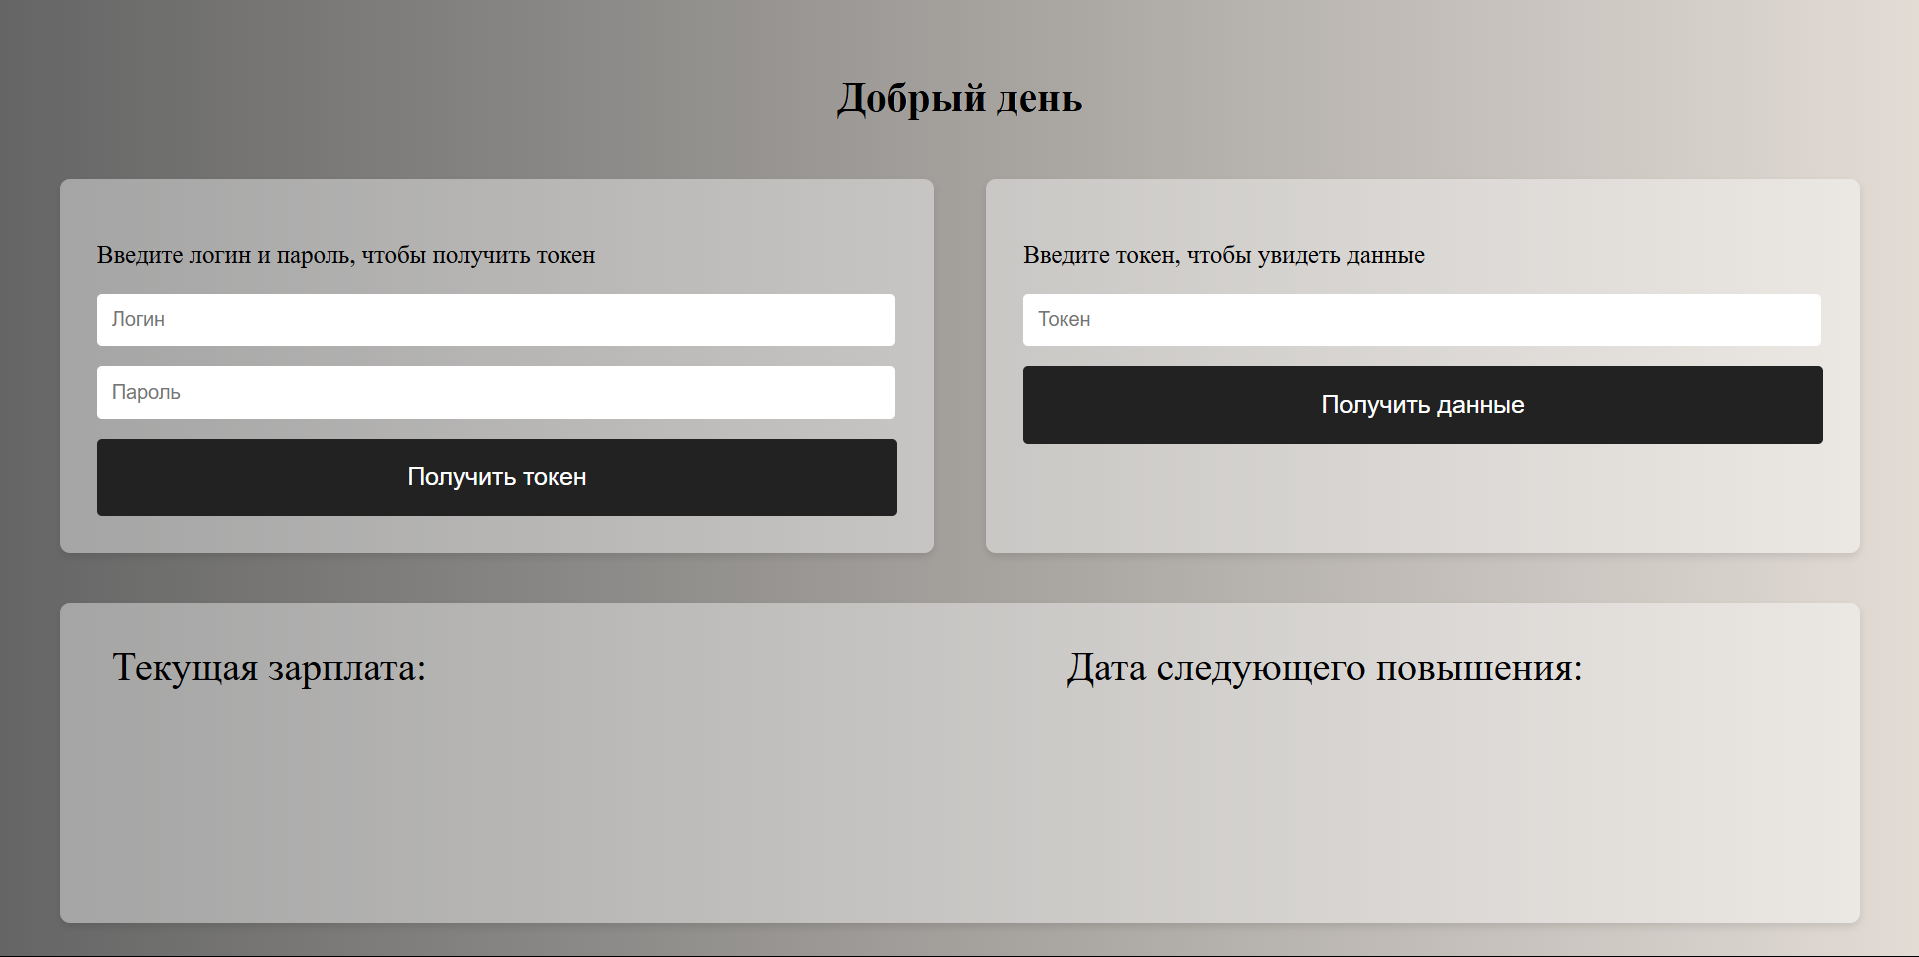 Добрый день
Введите логин и пароль, чтобы получить токен
Логин
Пароль
Получить токен
Введите токен, чтобы увидеть данные
Токен
Получить данные
Текущая зарплата:
Дата следующего повышения: